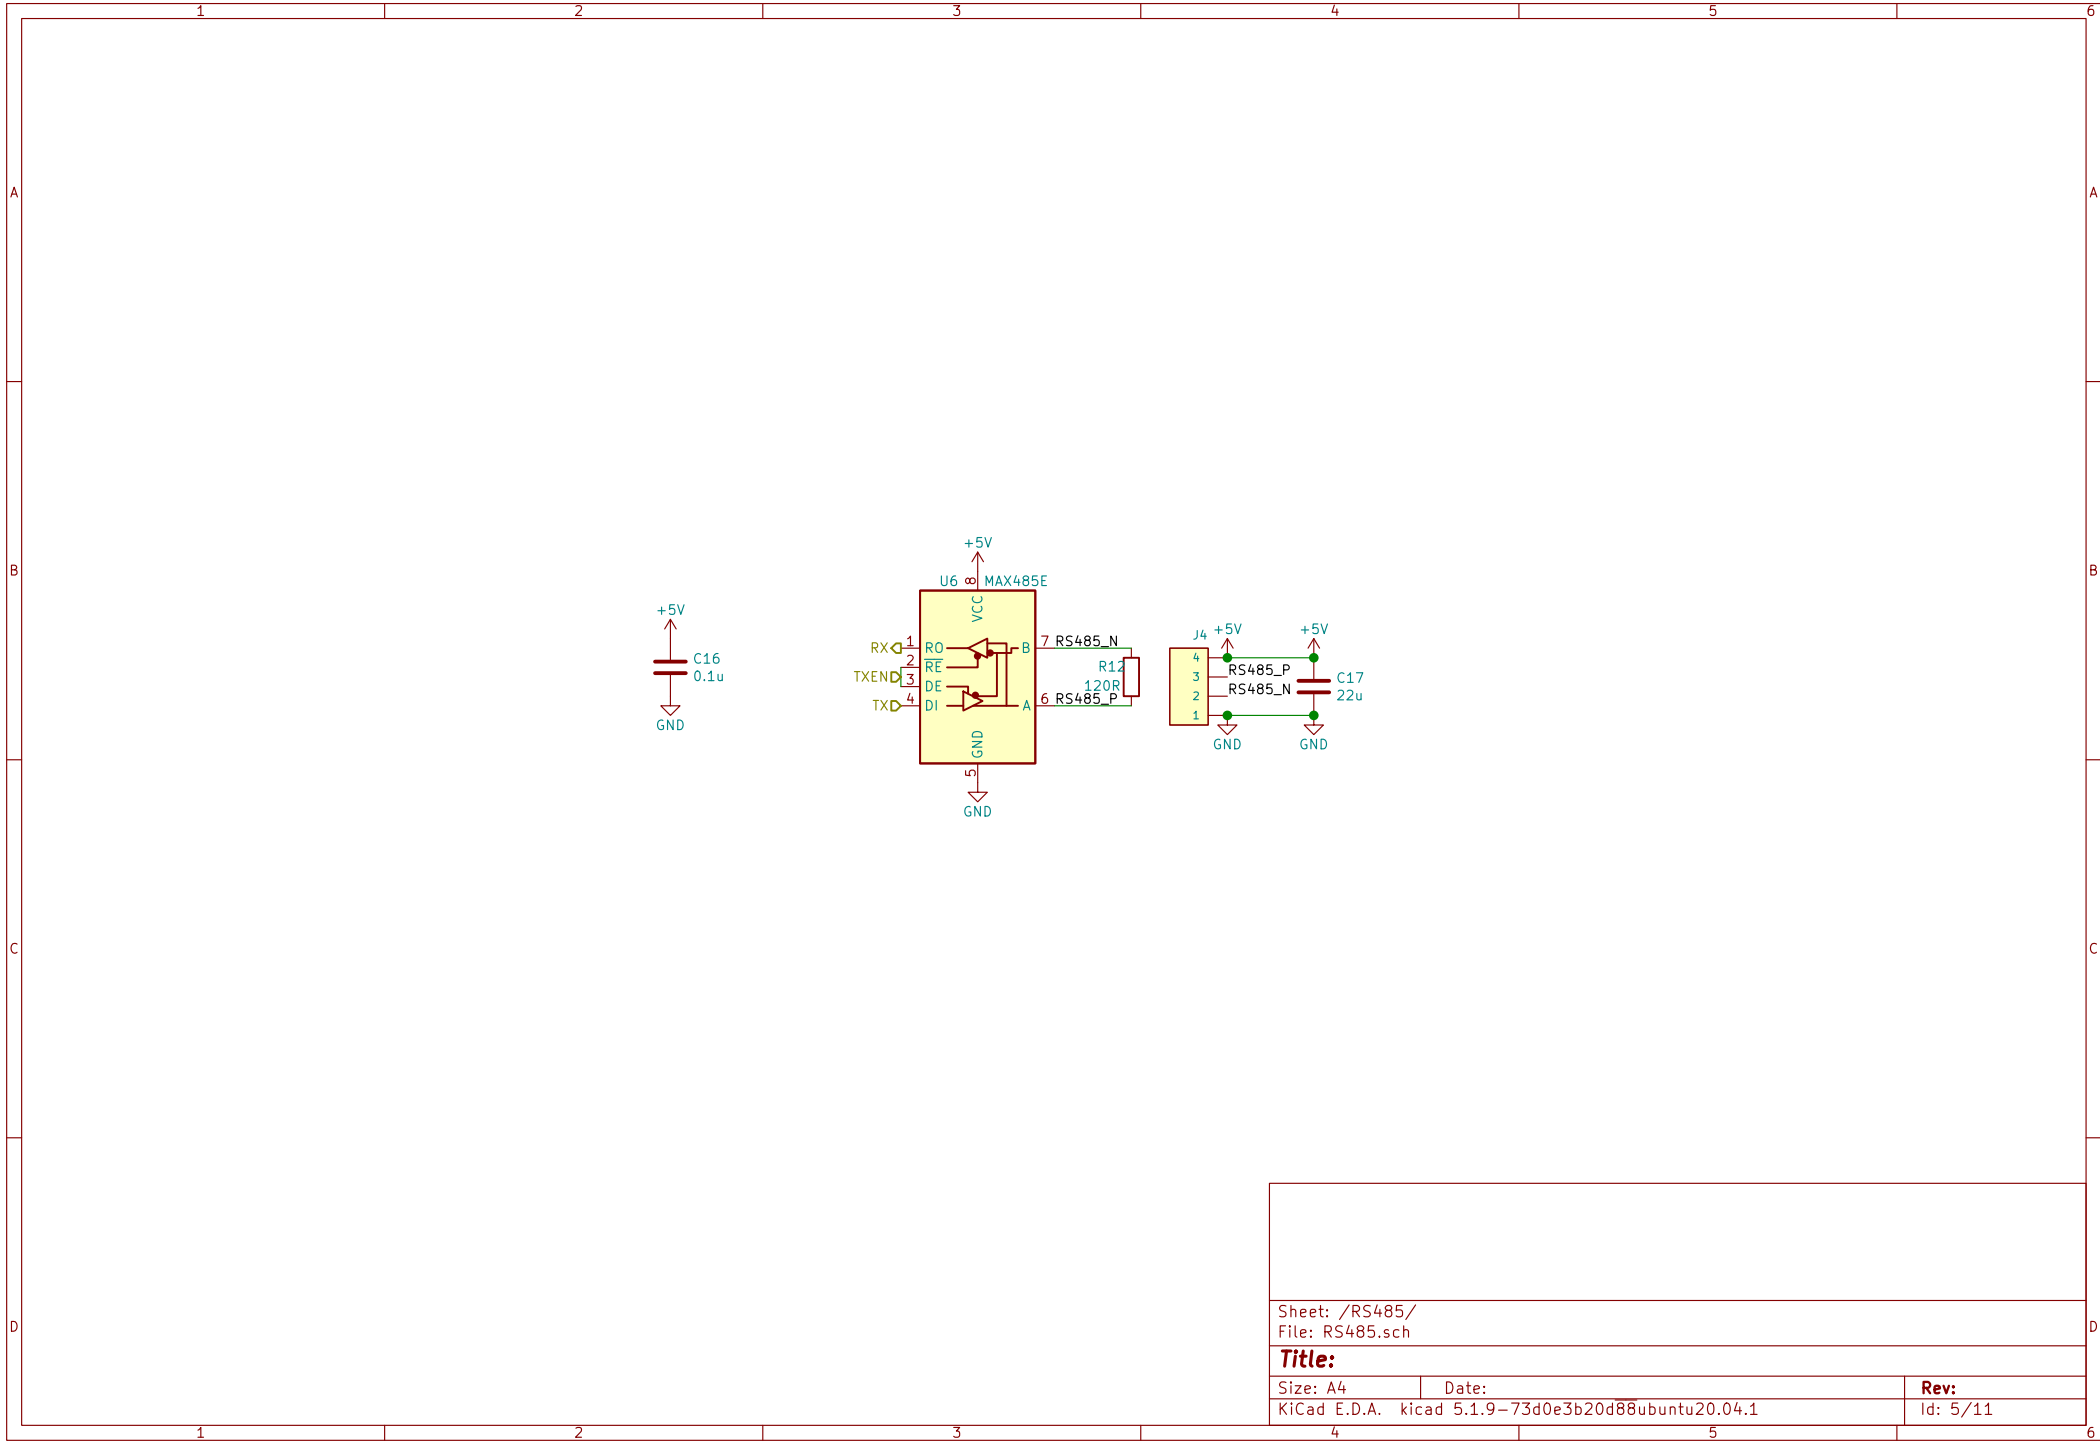 1 2 3 4 5 6
A A
B B
C C
D D
+5V
C16
0.1u
GND
+5V
U6 8 MAX485E
VCC
RX 1 RO
2 RE
TXEN 3 DE
TX 4 DI
B 7 RS485_N
A 6 RS485_P
GND
5
GND
R12
120R
J4 +5V
4
3 RS485_P
2 RS485_N
1
GND
+5V
C17
22u
GND
Sheet: /RS485/
File: RS485.sch
Title:
Size: A4 Date: Rev:
KiCad E.D.A. kicad 5.1.9-73d0e3b20d88ubuntu20.04.1 Id: 5/11
1 2 3 4 5 6